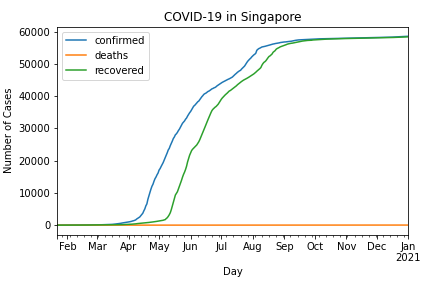 COVID-19 in Singapore
confirmed
deaths
recovered
Number of Cases
60000
50000
40000
30000
20000
10000
0
Feb Mar Apr May Jun Jul Aug Sep Oct Nov Dec Jan
2021
Day